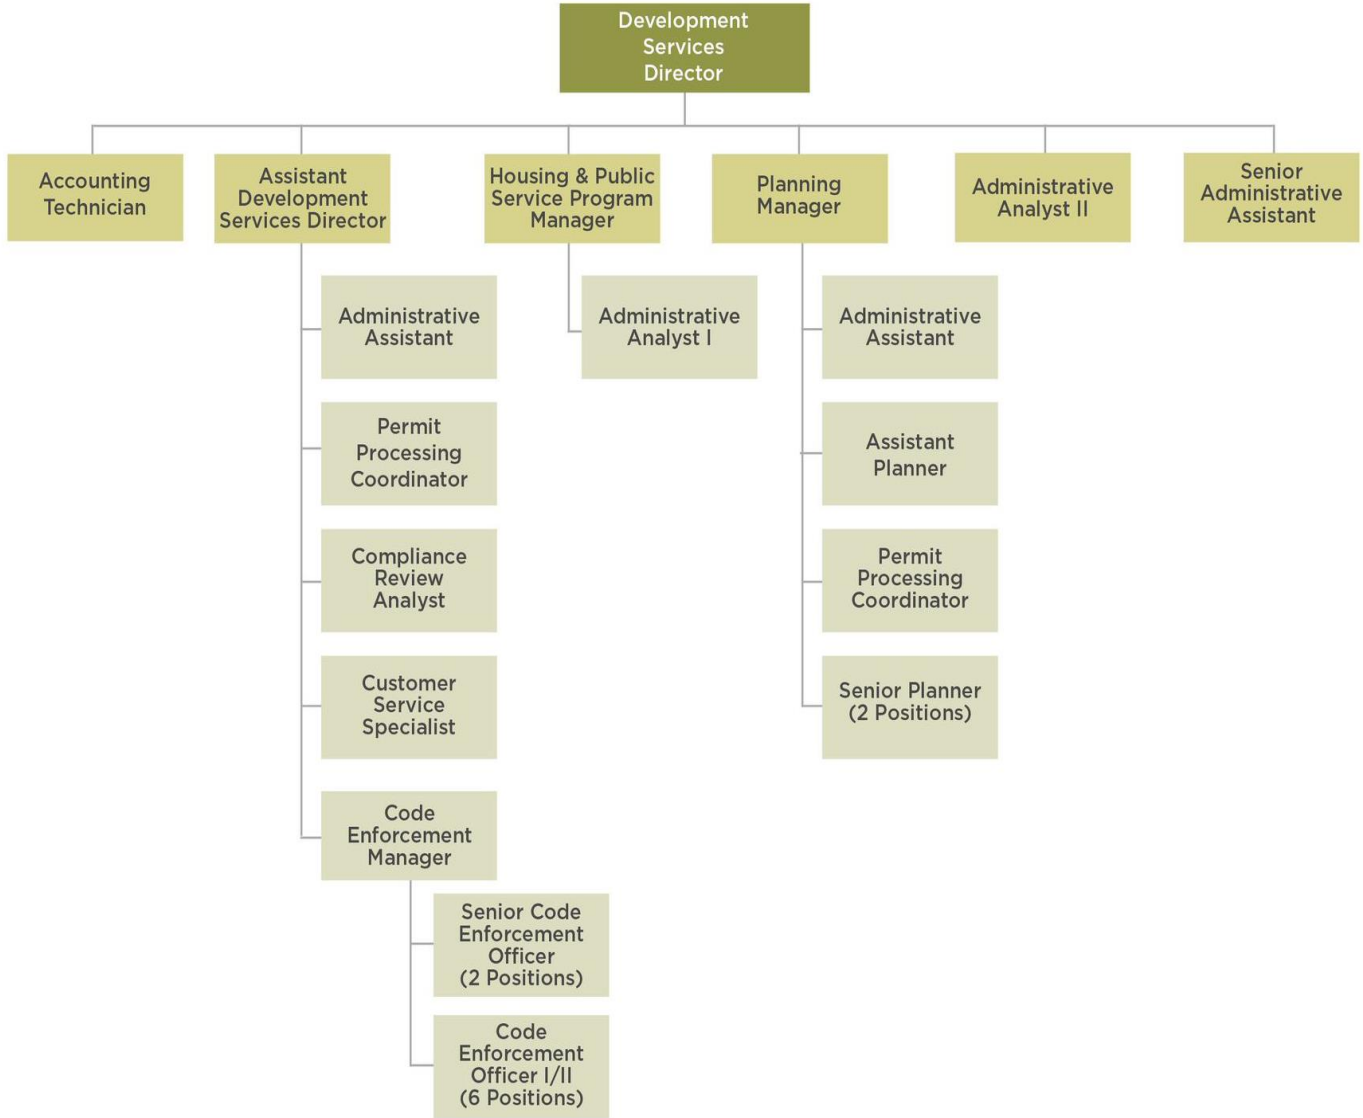 Development
Services
Director
Accounting
Technician
Assistant
Development
Services Director
Housing & Public
Service Program
Manager
Planning
Manager
Administrative
Analyst II
Senior
Administrative
Assistant
Administrative
Assistant
Permit
Processing
Coordinator
Compliance
Review
Analyst
Customer
Service
Specialist
Code
Enforcement
Manager
Senior Code
Enforcement
Officer
(2 Positions)
Code
Enforcement
Officer I/II
(6 Positions)
Administrative
Analyst I
Administrative
Assistant
Assistant
Planner
Permit
Processing
Coordinator
Senior Planner
(2 Positions)